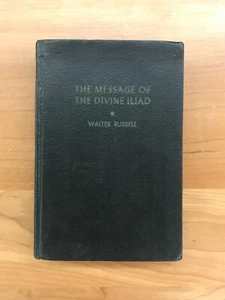 THE MESSAGE OF
THE DIVINE ILIAD
WALTER RUSSELL